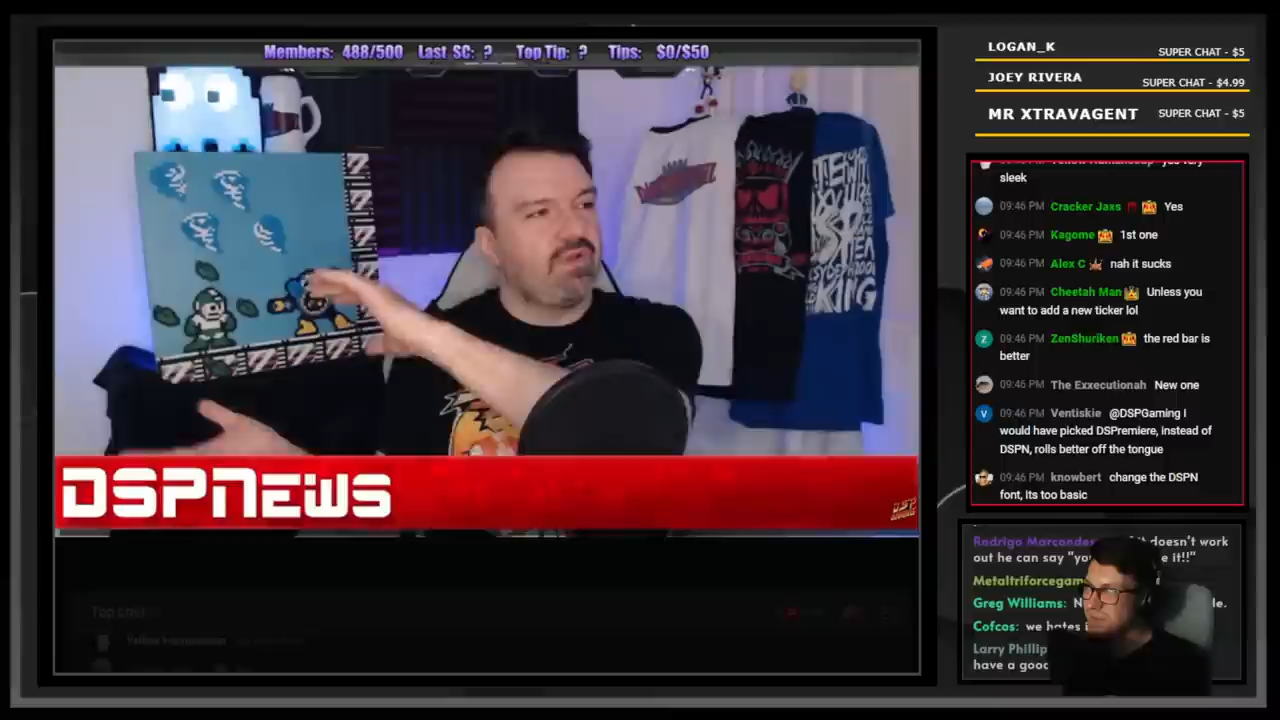 Members: 488/500 Last SC: ? Top Tip: ? Tips: $0/$50
DSPNEWS
LOGAN_K SUPER CHAT - $5
JOEY RIVERA SUPER CHAT - $4.99
MR XTRAVAGENT SUPER CHAT - $5
sleek
09:46 PM Cracker Jaxs Yes
09:46 PM Kagome 1st one
09:46 PM Alex C nah it sucks
09:46 PM Cheetah Man Unless you
want to add a new ticker lol
09:46 PM ZenShuriken the red bar is
better
09:46 PM The Exxecutionah New one
09:46 PM Ventiskie @DSPGaming I
would have picked DSPremiere, instead of
DSPN, rolls better off the tongue
09:46 PM knowbert change the DSPN
font, its too basic
Rodrigo Marcondes doesn't work
out he can say "you it!!"
Metaltriforcegam
Greg Williams:
Cofcos: we hates
Larry Phillip
have a good
Top chat